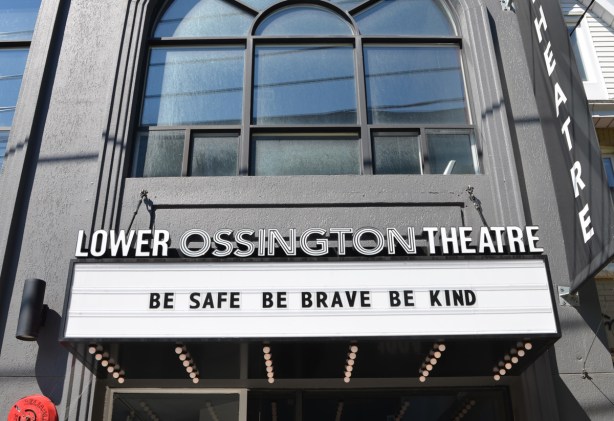 THEATRE
LOWER OSSINGTON THEATRE
BE SAFE BE BRAVE BE KIND